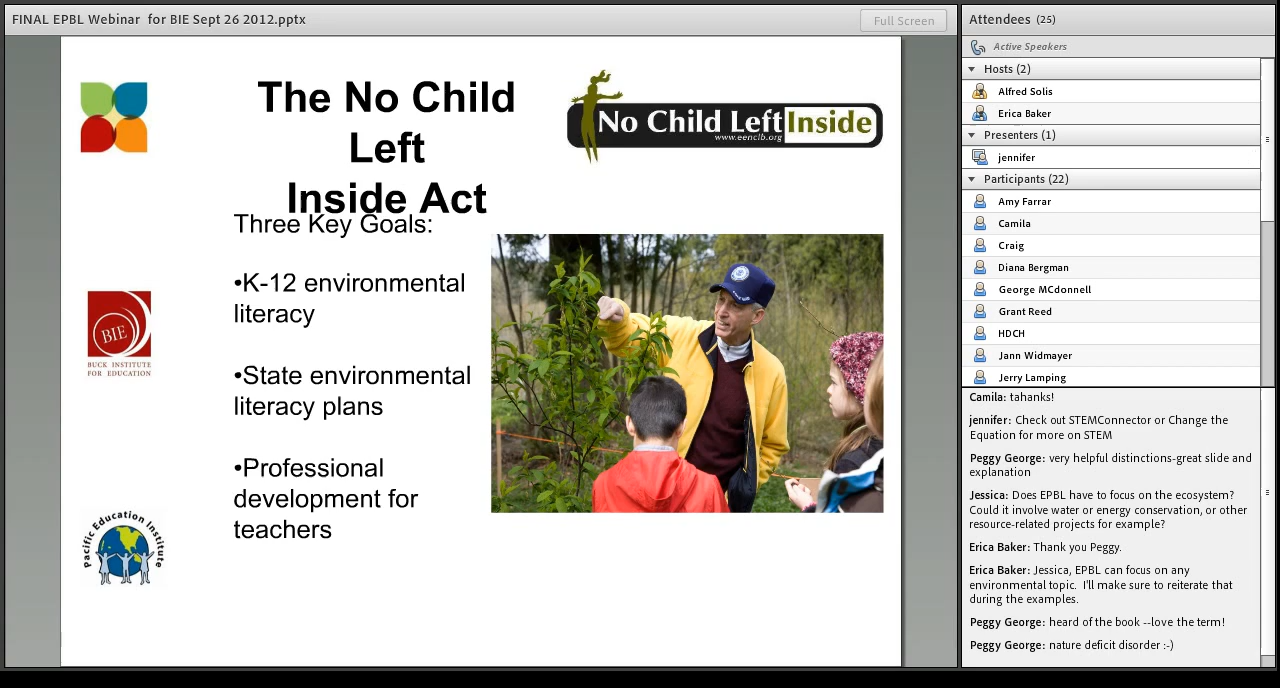 FINAL EPBL Webinar for BIE Sept 26 2012.pptx
Full Screen
The No Child
Left
Inside Act
No Child Left Inside
www.eenclb.org
Three Key Goals:
•K-12 environmental
literacy
•State environmental
literacy plans
•Professional
development for
teachers
BIE
BUCK INSTITUTE
FOR EDUCATION
Pacific Education Institute
Attendees (25)
Active Speakers
Hosts (2)
Alfred Solis
Erica Baker
Presenters (1)
jennifer
Participants (22)
Amy Farrar
Camila
Craig
Diana Bergman
George MCdonnell
Grant Reed
HDCH
Jann Widmayer
Jerry Lamping
Camila: tahanks!
jennifer: Check out STEMConnector or Change the
Equation for more on STEM
Peggy George: very helpful distinctions-great slide and
explanation
Jessica: Does EPBL have to focus on the ecosystem?
Could it involve water or energy conservation, or other
resource-related projects for example?
Erica Baker: Thank you Peggy.
Erica Baker: Jessica, EPBL can focus on any
environmental topic. I'll make sure to reiterate that
during the examples.
Peggy George: heard of the book --love the term!
Peggy George: nature deficit disorder :-)